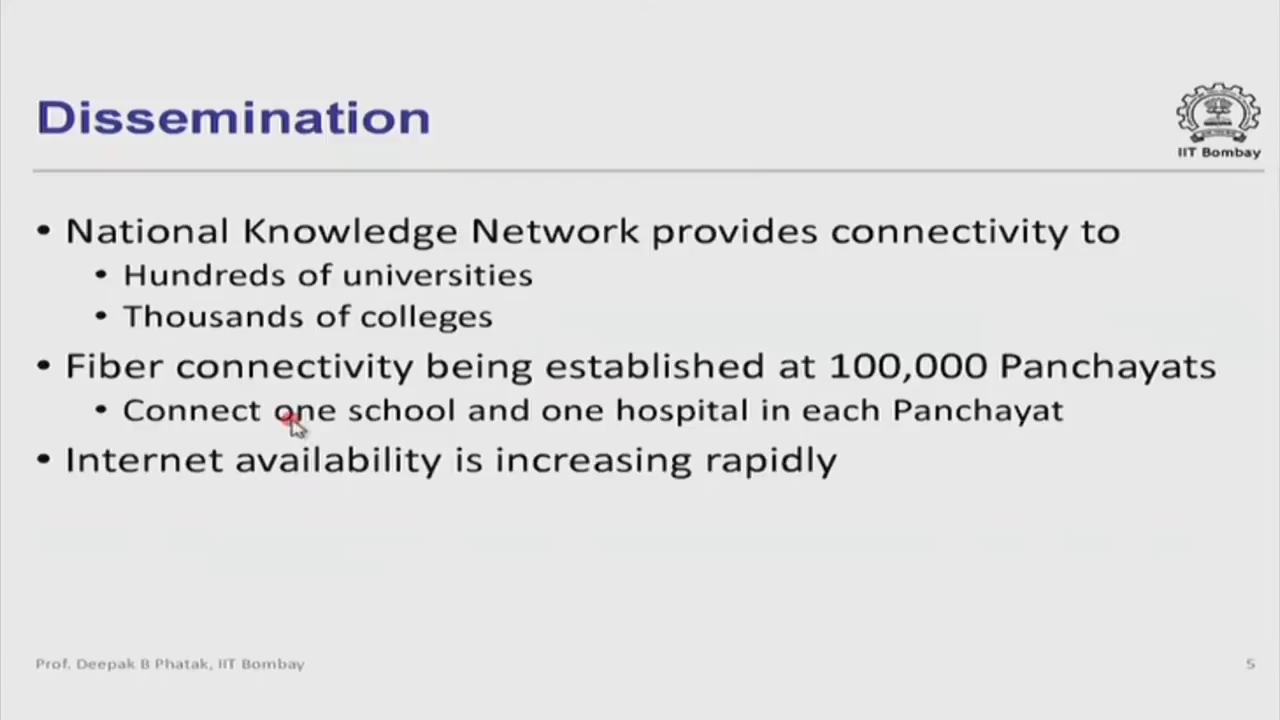 Dissemination
IIT Bombay
• National Knowledge Network provides connectivity to
• Hundreds of universities
• Thousands of colleges
• Fiber connectivity being established at 100,000 Panchayats
• Connect one school and one hospital in each Panchayat
• Internet availability is increasing rapidly
Prof. Deepak B Phatak, IIT Bombay
5